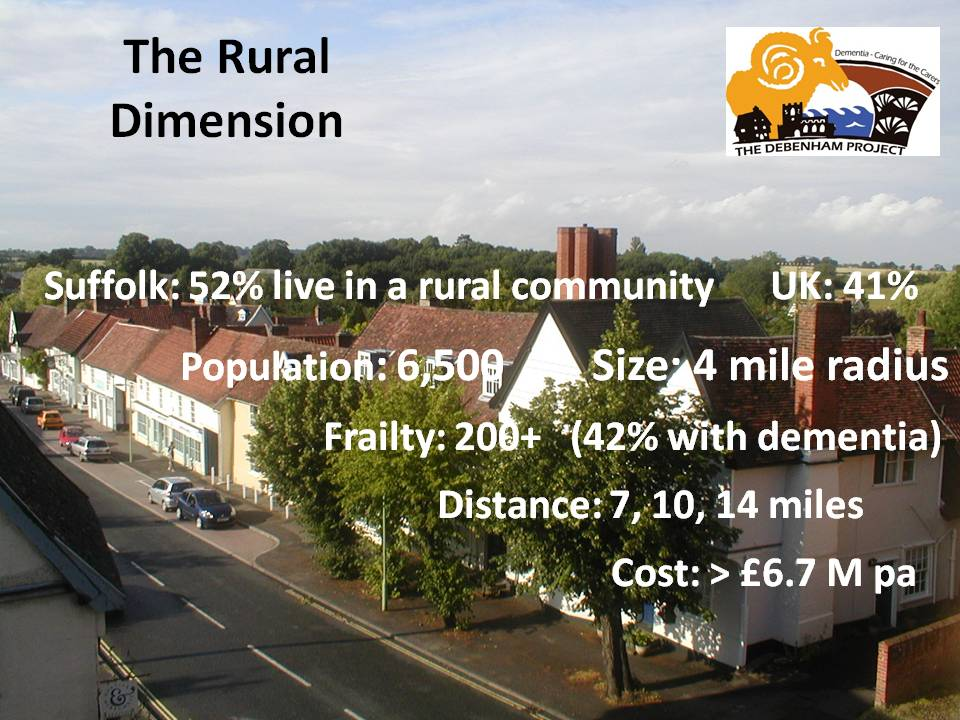 The Rural
Dimension
Dementia - Caring for the Carers
THE DEBENHAM PROJECT
Suffolk: 52% live in a rural community UK: 41%
Population: 6,500 Size: 4 mile radius
Frailty: 200+ (42% with dementia)
Distance: 7, 10, 14 miles
Cost: > £6.7 M pa
&